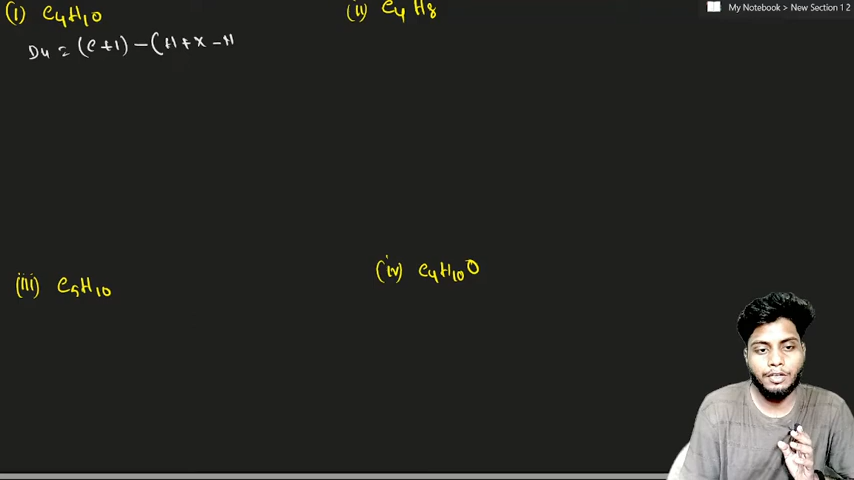 My Notebook > New Section 1 2
(i) C4H10
(ii) C4H8
Du = (C+1) - (H+X-N
(iii) C5H10
(iv) C4H10O